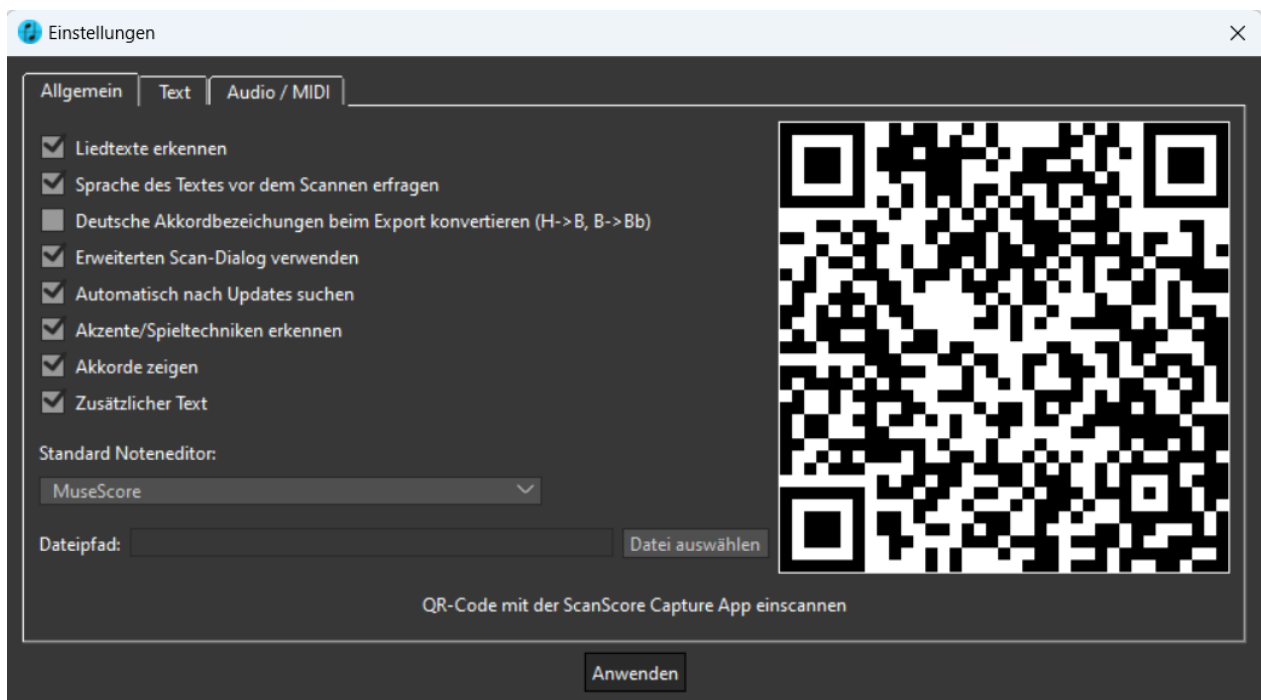 Einstellungen
Allgemein
Text
Audio / MIDI
Liedtexte erkennen
Sprache des Textes vor dem Scannen erfragen
Deutsche Akkordbezeichungen beim Export konvertieren (H->B, B->Bb)
Erweiterten Scan-Dialog verwenden
Automatisch nach Updates suchen
Akzente/Spieltechniken erkennen
Akkorde zeigen
Zusätzlicher Text
Standard Noteneditor:
MuseScore
Dateipfad:
Datei auswählen
QR-Code mit der ScanScore Capture App einscannen
Anwenden